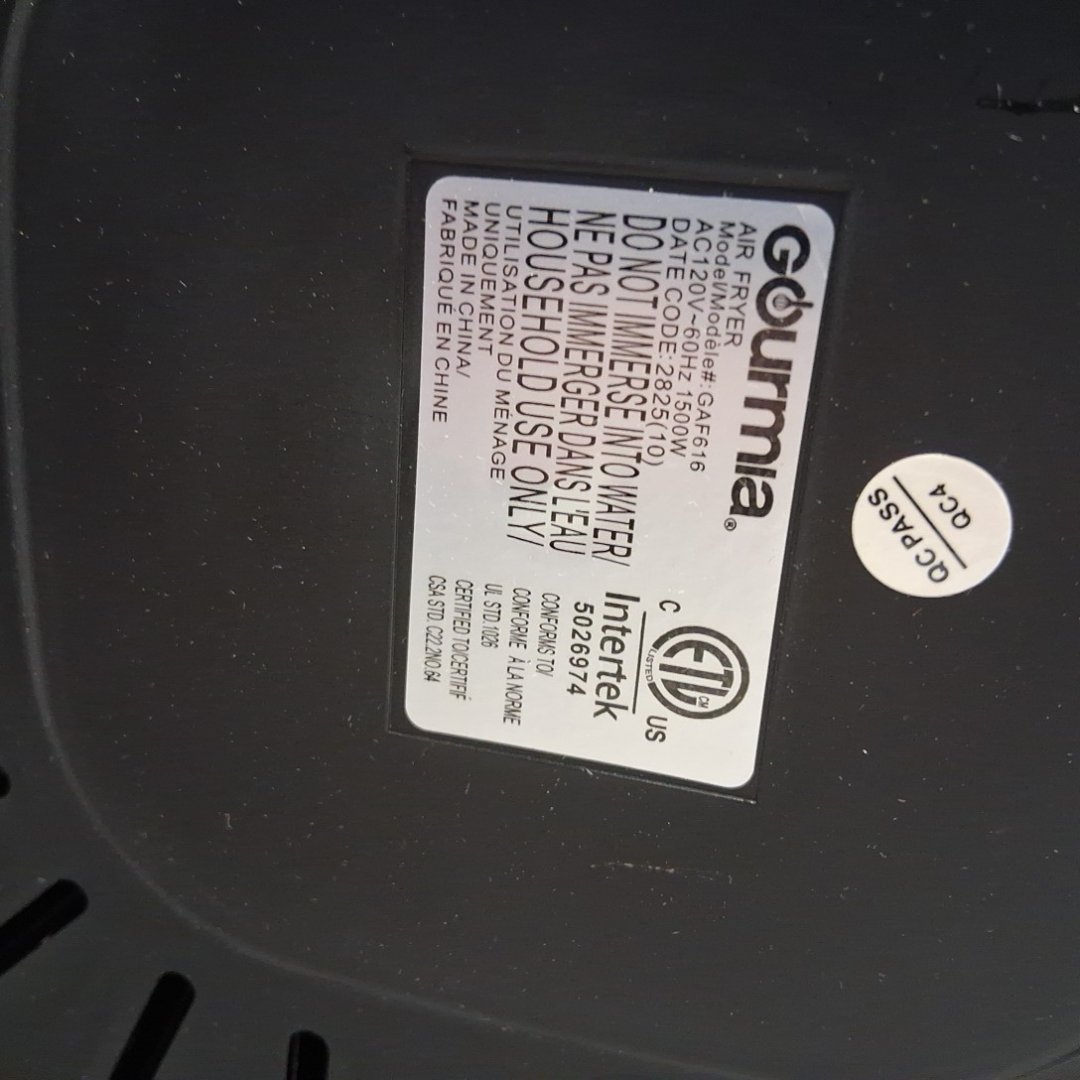 Gourmia®
AIR FRYER
Model/Modèle#: GAF616
AC120V~60Hz 1500W
DATE CODE:2825(10)
DO NOT IMMERSE INTO WATER/
NE PAS IMMERGER DANS L'EAU
HOUSEHOLD USE ONLY/
UTILISATION DU MÉNAGE
UNIQUEMENT
MADE IN CHINA/
FABRIQUÉ EN CHINE
ETL CM
LISTED
C US
Intertek
5026974
CONFORMS TO/
CONFORME À LA NORME
UL STD.1026
CERTIFIED TO/CERTIFIÉ
CSA STD. C22.2NO.64
QC PASS
QC4